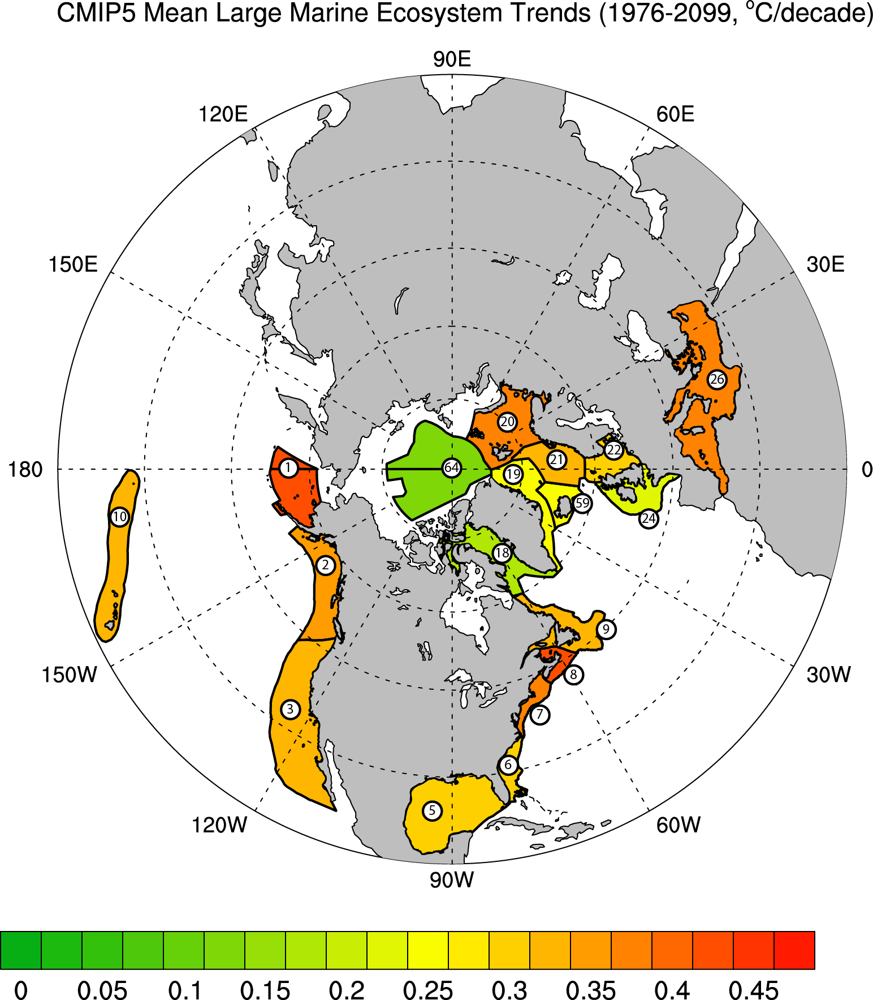 CMIP5 Mean Large Marine Ecosystem Trends (1976-2099, °C/decade)
90E
120E
60E
150E
30E
26
20
21
22
1
64
19
180
0
59
10
24
18
2
9
150W
8
30W
3
7
6
5
120W
60W
90W
0 0.05 0.1 0.15 0.2 0.25 0.3 0.35 0.4 0.45